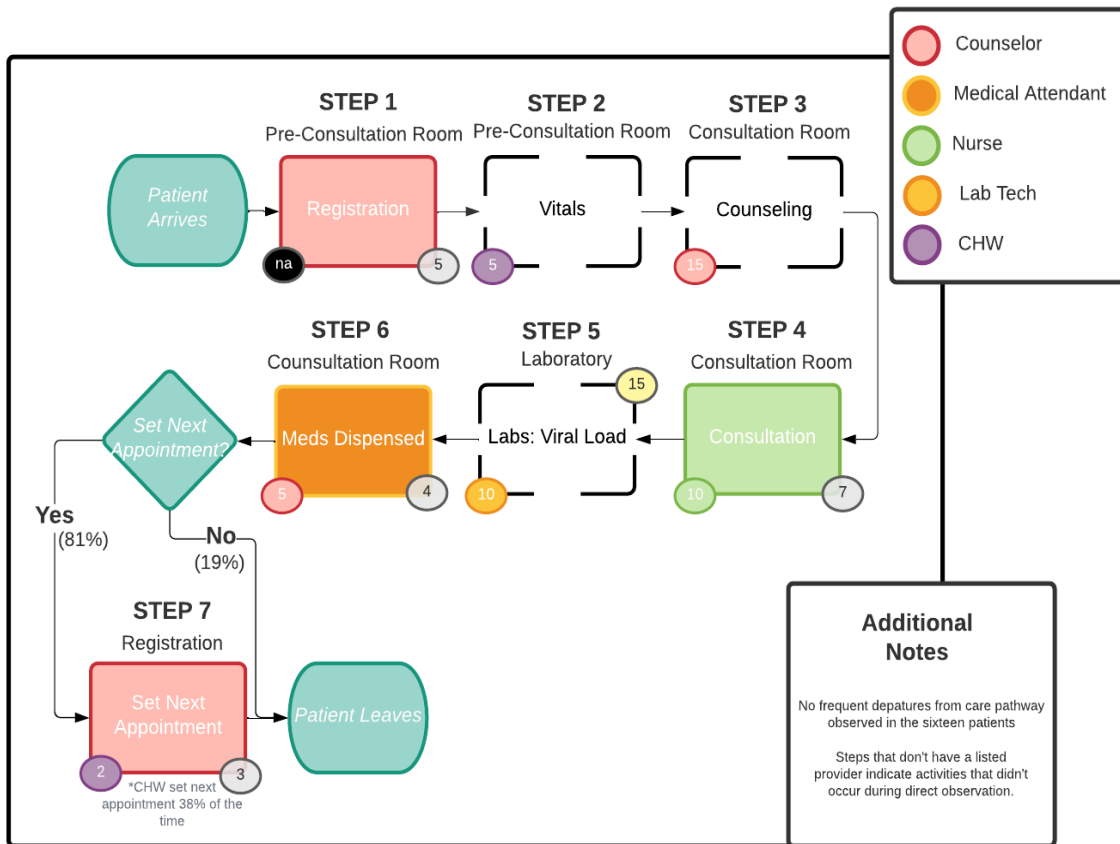 Counselor
Medical Attendant
Nurse
Lab Tech
CHW
STEP 1
Pre-Consultation Room
STEP 2
Pre-Consultation Room
STEP 3
Consultation Room
Patient
Arrives
Registration
na
5
Vitals
5
Counseling
15
STEP 6
Counsultation Room
STEP 5
Laboratory
STEP 4
Consultation Room
Set Next
Appointment?
Meds Dispensed
5
4
15
Labs: Viral Load
10
Consultation
10
7
Yes
(81%)
No
(19%)
STEP 7
Registration
Set Next
Appointment
2
3
*CHW set next
appointment 38% of the
time
Patient Leaves
Additional
Notes
No frequent depatures from care pathway
observed in the sixteen patients
Steps that don't have a listed
provider indicate activities that didn't
occur during direct observation.